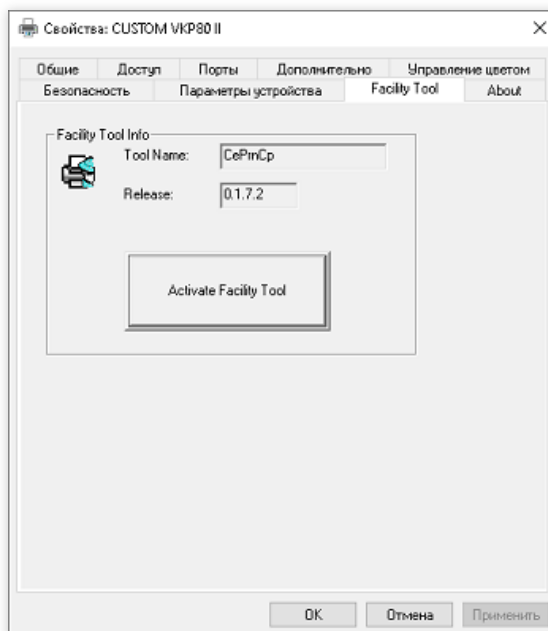 Свойства: CUSTOM VKP80 II
Общие Доступ Порты Дополнительно Управление цветом
Безопасность Параметры устройства Facility Tool About
Facility Tool Info
Tool Name: CePrnCp
Release: 0.1.7.2
Activate Facility Tool
OK Отмена Применить